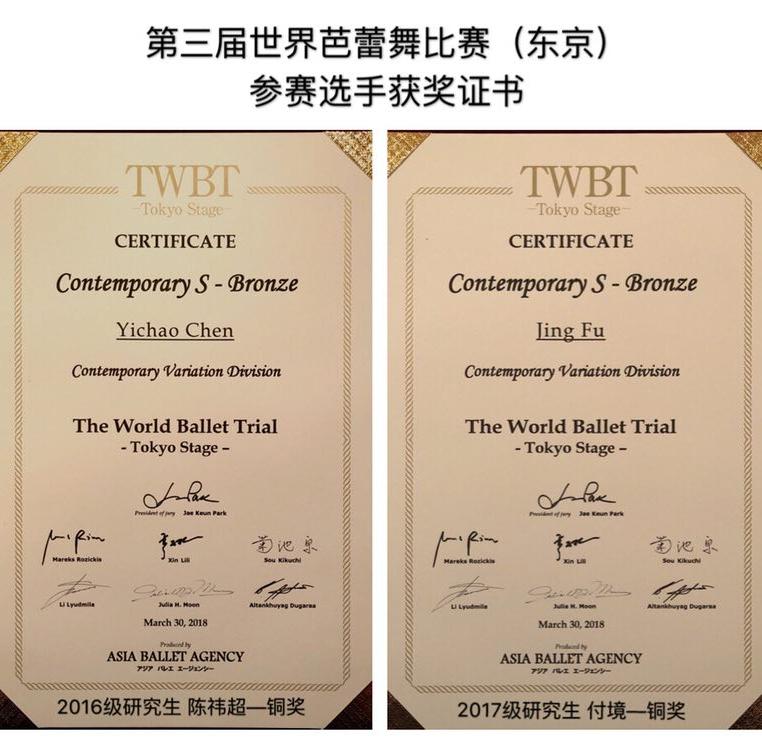 第三届世界芭蕾舞比赛（东京）
参赛选手获奖证书
TWBT
Tokyo Stage
CERTIFICATE
Contemporary S - Bronze
Yichao Chen
Contemporary Variation Division
The World Ballet Trial
- Tokyo Stage –
President of jury Jae Keun Park
Mareks Rozickis
Xin Lili
菊池泉
Sou Kikuchi
Li Lyudmila
Julia H. Moon
Altankhuyag Dugaraa
March 30, 2018
Produced by
ASIA BALLET AGENCY
アジア バレエ エージェンシー
2016级研究生 陈祎超—铜奖
TWBT
Tokyo Stage
CERTIFICATE
Contemporary S - Bronze
Jing Fu
Contemporary Variation Division
The World Ballet Trial
- Tokyo Stage –
President of jury Jae Keun Park
Mareks Rozickis
Xin Lili
菊池泉
Sou Kikuchi
Li Lyudmila
Julia H. Moon
Altankhuyag Dugaraa
March 30, 2018
Produced by
ASIA BALLET AGENCY
アジア バレエ エージェンシー
2017级研究生 付境—铜奖